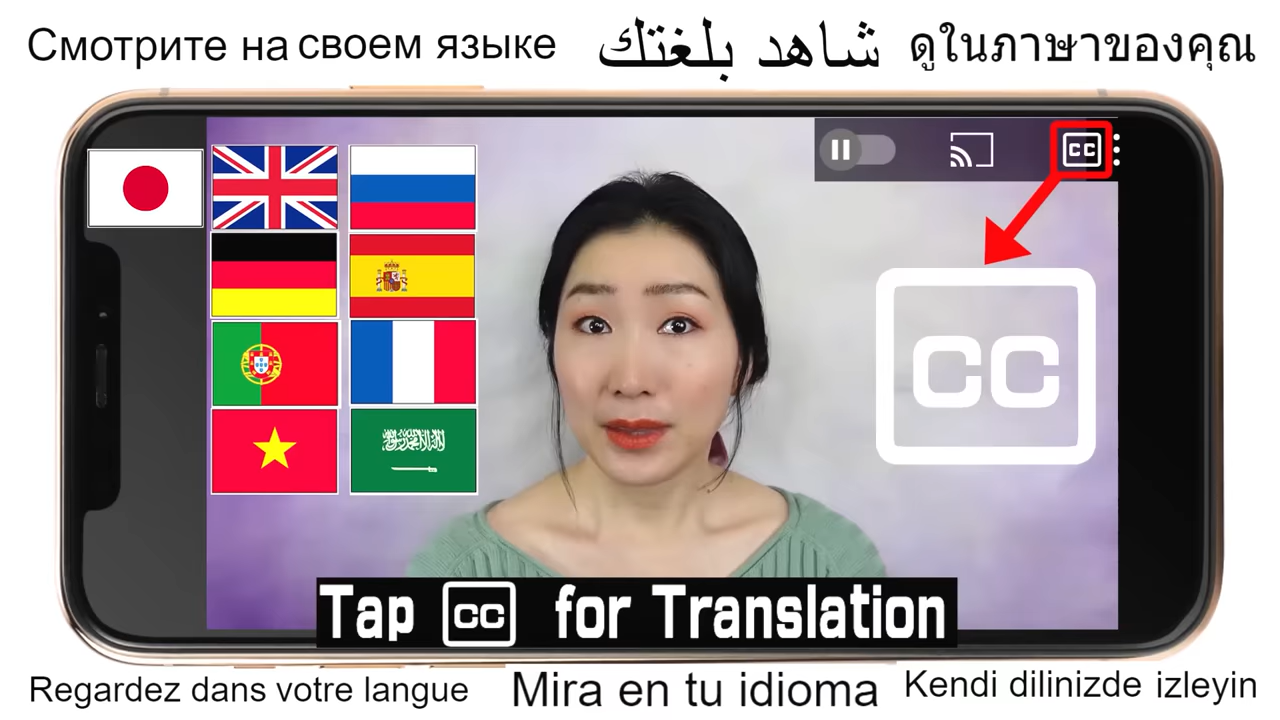 Смотрите на своем языке
شاهد بلغتك
ดูในภาษาของคุณ
CC
CC
Tap CC for Translation
Regardez dans votre langue
Mira en tu idioma
Kendi dilinizde izleyin